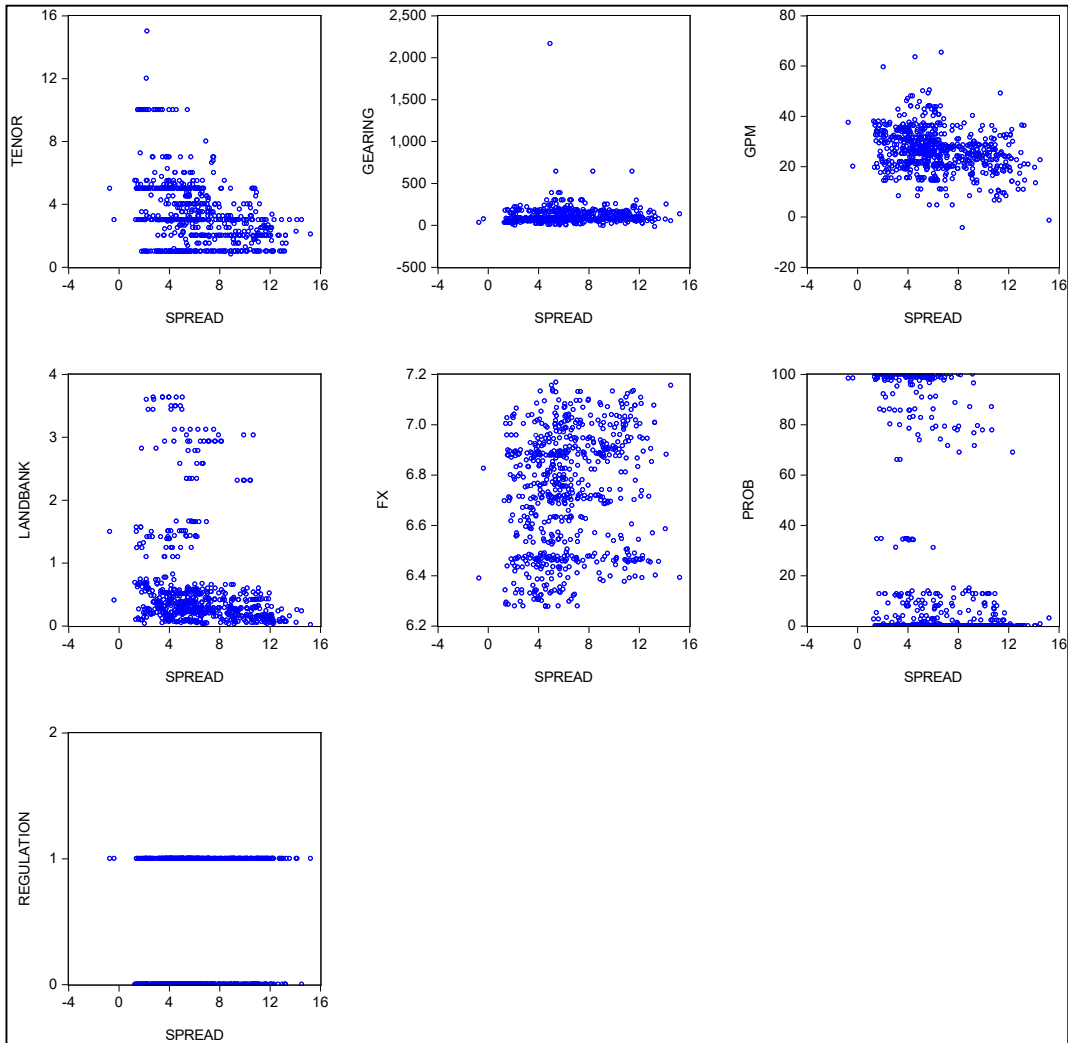 16
12
8
4
0
TENOR
-4 0 4 8 12 16
SPREAD
2,500
2,000
1,500
1,000
500
0
-500
GEARING
-4 0 4 8 12 16
SPREAD
80
60
40
20
0
-20
GPM
-4 0 4 8 12 16
SPREAD
4
3
2
1
0
LANDBANK
-4 0 4 8 12 16
SPREAD
7.2
7.0
6.8
6.6
6.4
6.2
FX
-4 0 4 8 12 16
SPREAD
100
80
60
40
20
0
PROB
-4 0 4 8 12 16
SPREAD
2
1
0
REGULATION
-4 0 4 8 12 16
SPREAD